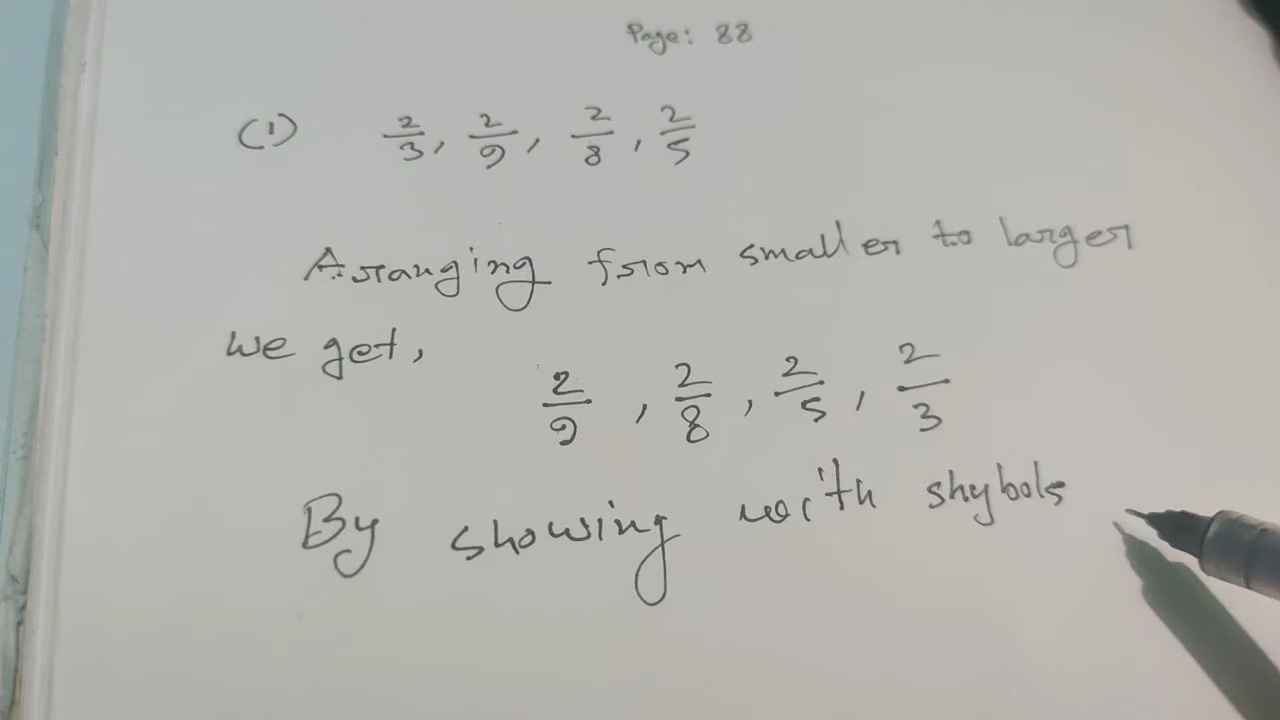 Page: 88
(1) 2/3, 2/9, 2/8, 2/5
Arranging from smaller to larger
we get,
2/9, 2/8, 2/5, 2/3
By showing with shybols